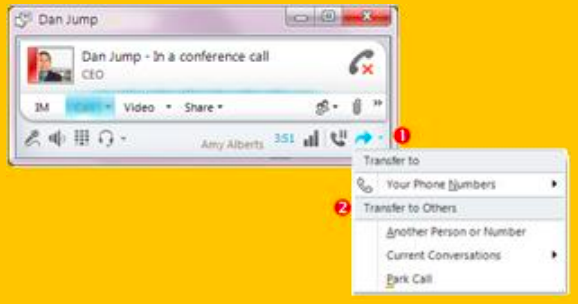 Dan Jump
Dan Jump - In a conference call
CEO
IM Video Share
Amy Alberts 3:51
1
Transfer to
Your Phone Numbers
2 Transfer to Others
Another Person or Number
Current Conversations
Park Call